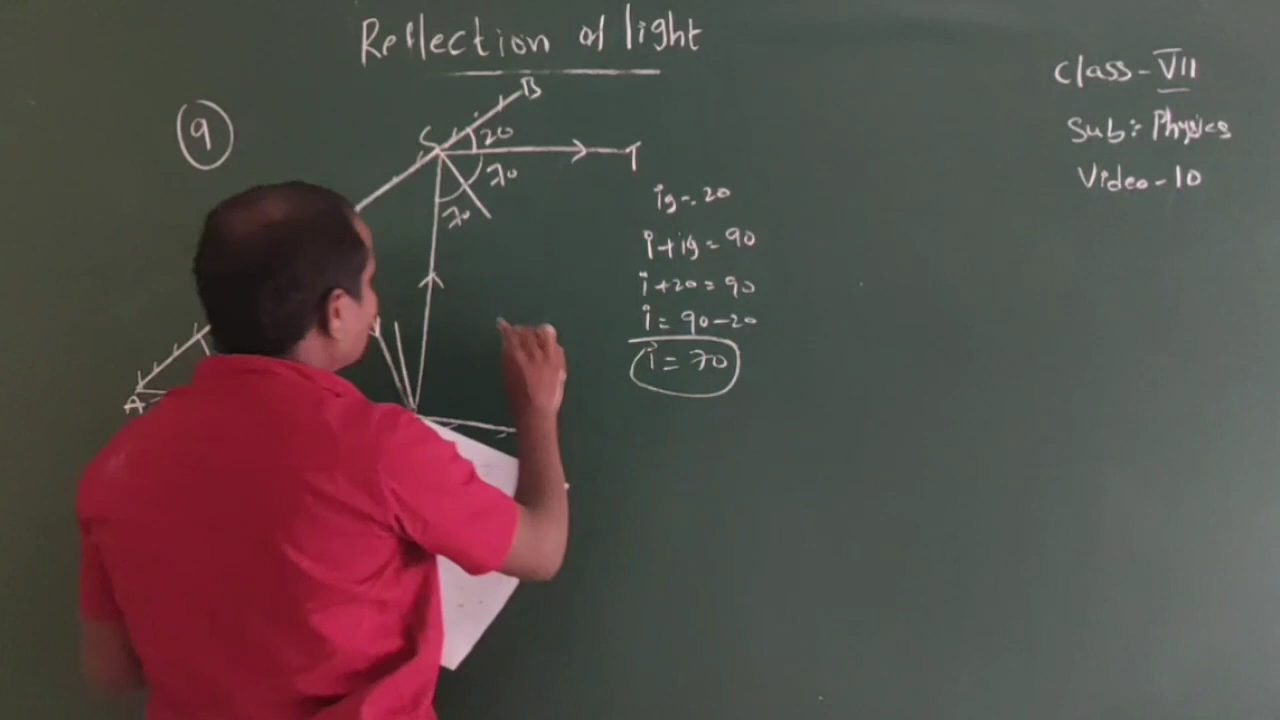 Reflection of light
Class - VII
Sub: Physics
Video - 10
9
B
C
20
T
70
70
A
ig = 20
i + ig = 90
i + 20 = 90
i = 90 - 20
i = 70